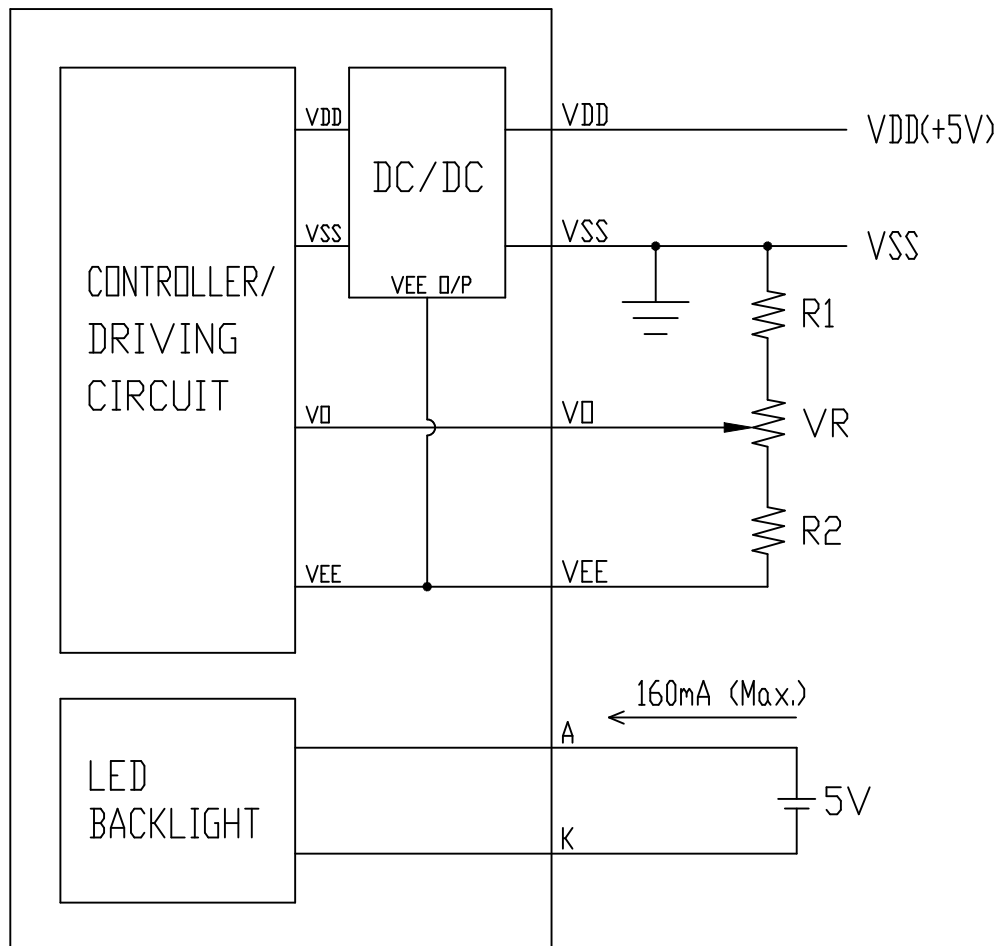 VDD
VDD
VDD(+5V)
DC/DC
VSS
VSS
VSS
VEE O/P
CONTROLLER/
DRIVING
CIRCUIT
R1
VO
VO
VR
R2
VEE
VEE
160mA (Max.)
A
LED
BACKLIGHT
5V
K